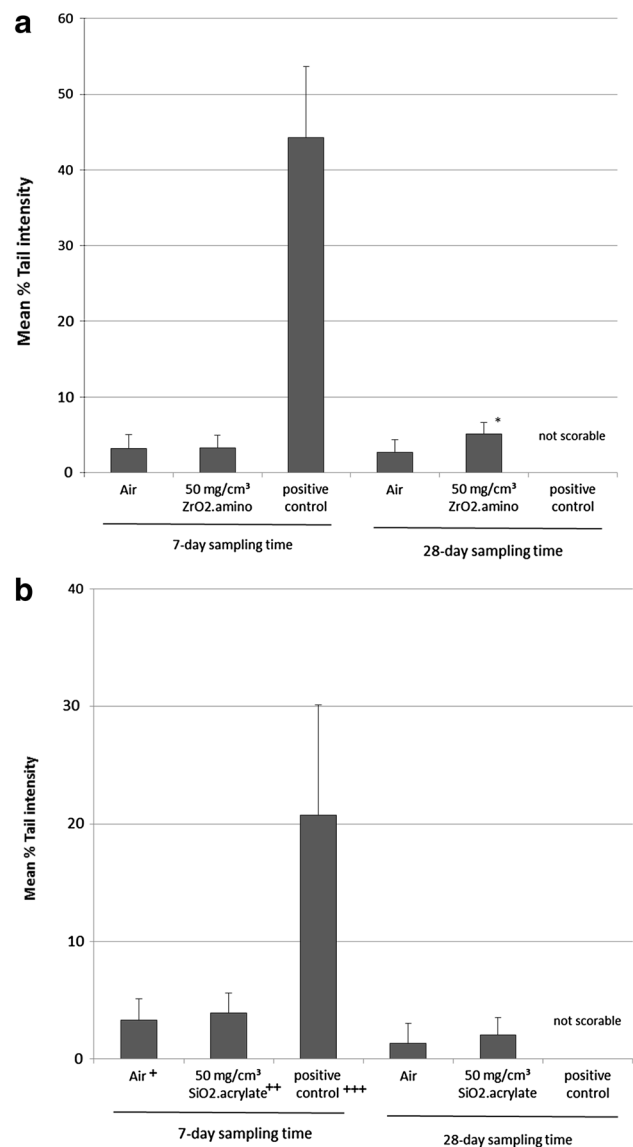 a
60
50
40
30
20
10
0
Mean % Tail intensity
*
not scorable
Air 50 mg/cm³ positive Air 50 mg/cm³ positive
ZrO2.amino control ZrO2.amino control
7-day sampling time 28-day sampling time
b
40
30
20
10
0
Mean % Tail intensity
not scorable
Air + 50 mg/cm³ positive Air 50 mg/cm³ positive
SiO2.acrylate ++ control +++ SiO2.acrylate control
7-day sampling time 28-day sampling time